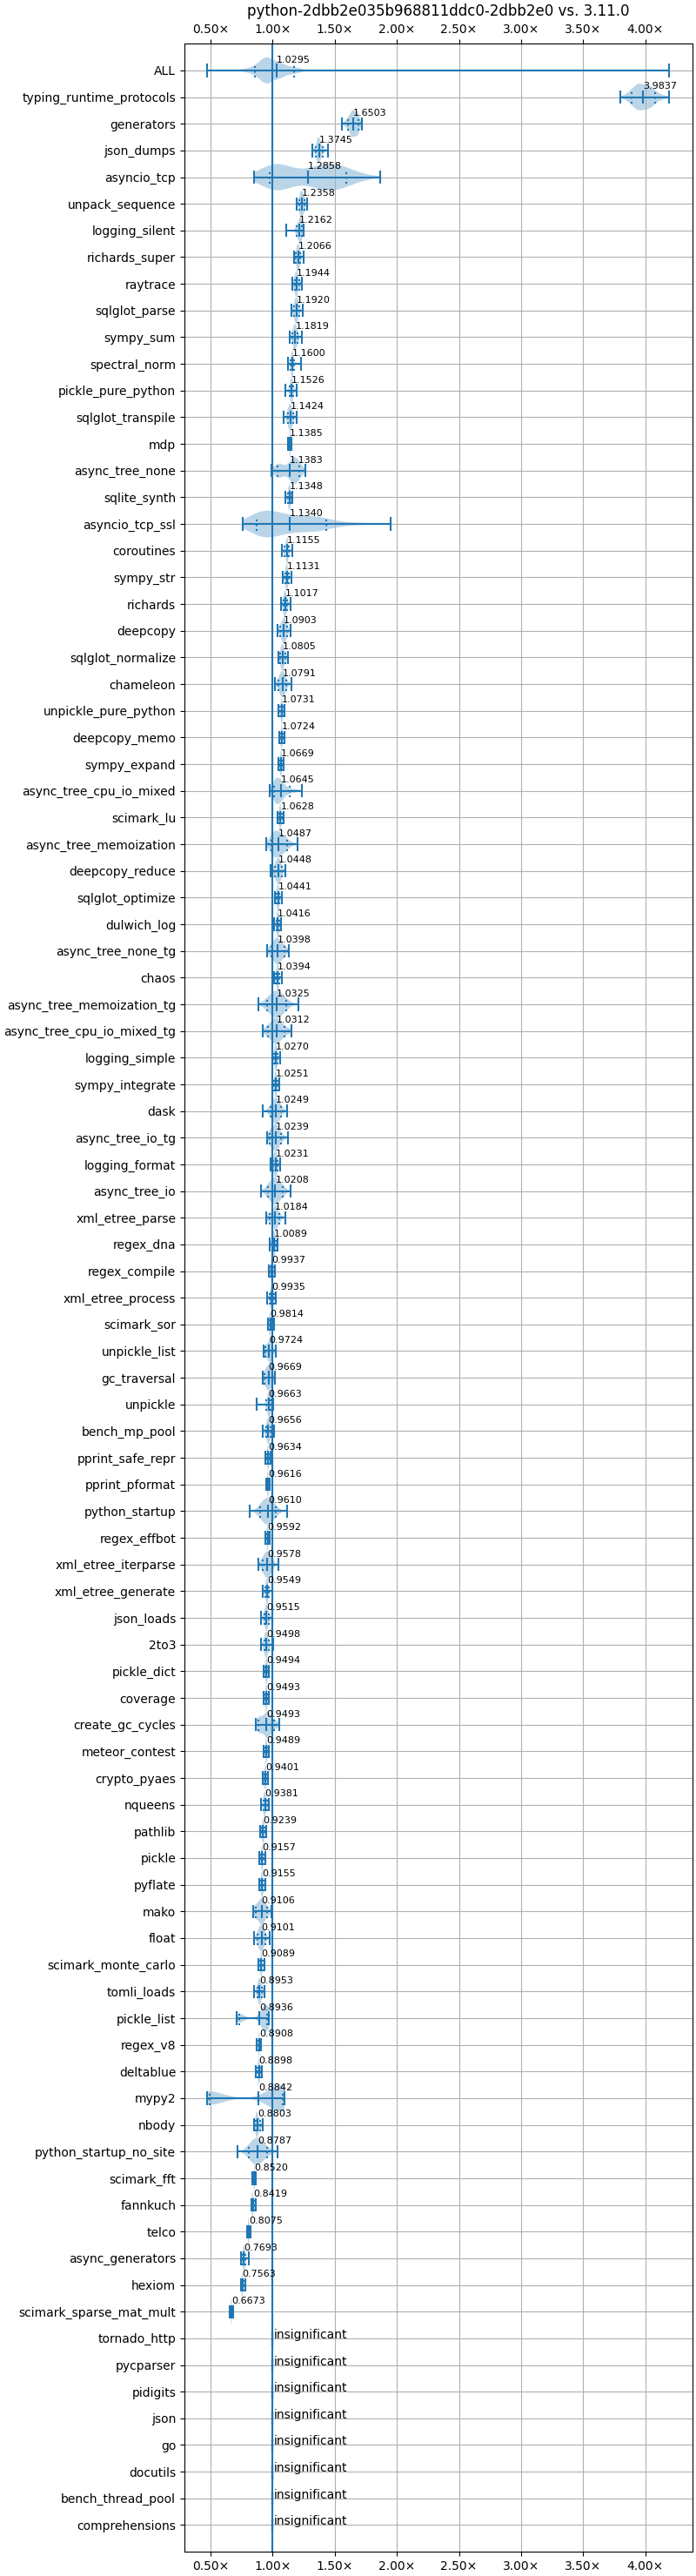 python-2dbb2e035b968811ddc0-2dbb2e0 vs. 3.11.0
0.50× 1.00× 1.50× 2.00× 2.50× 3.00× 3.50× 4.00×
ALL 1.0295
typing_runtime_protocols 3.9837
generators 1.6503
json_dumps 1.3745
asyncio_tcp 1.2858
unpack_sequence 1.2358
logging_silent 1.2162
richards_super 1.2066
raytrace 1.1944
sqlglot_parse 1.1920
sympy_sum 1.1819
spectral_norm 1.1600
pickle_pure_python 1.1526
sqlglot_transpile 1.1424
mdp 1.1385
async_tree_none 1.1383
sqlite_synth 1.1348
asyncio_tcp_ssl 1.1340
coroutines 1.1155
sympy_str 1.1131
richards 1.1017
deepcopy 1.0903
sqlglot_normalize 1.0805
chameleon 1.0791
unpickle_pure_python 1.0731
deepcopy_memo 1.0724
sympy_expand 1.0669
async_tree_cpu_io_mixed 1.0645
scimark_lu 1.0628
async_tree_memoization 1.0487
deepcopy_reduce 1.0448
sqlglot_optimize 1.0441
dulwich_log 1.0416
async_tree_none_tg 1.0398
chaos 1.0394
async_tree_memoization_tg 1.0325
async_tree_cpu_io_mixed_tg 1.0312
logging_simple 1.0270
sympy_integrate 1.0251
dask 1.0249
async_tree_io_tg 1.0239
logging_format 1.0231
async_tree_io 1.0208
xml_etree_parse 1.0184
regex_dna 1.0089
regex_compile 0.9937
xml_etree_process 0.9935
scimark_sor 0.9814
unpickle_list 0.9724
gc_traversal 0.9669
unpickle 0.9663
bench_mp_pool 0.9656
pprint_safe_repr 0.9634
pprint_pformat 0.9616
python_startup 0.9610
regex_effbot 0.9592
xml_etree_iterparse 0.9578
xml_etree_generate 0.9549
json_loads 0.9515
2to3 0.9498
pickle_dict 0.9494
coverage 0.9493
create_gc_cycles 0.9493
meteor_contest 0.9489
crypto_pyaes 0.9401
nqueens 0.9381
pathlib 0.9239
pickle 0.9157
pyflate 0.9155
mako 0.9106
float 0.9101
scimark_monte_carlo 0.9089
tomli_loads 0.8953
pickle_list 0.8936
regex_v8 0.8908
deltablue 0.8898
mypy2 0.8842
nbody 0.8803
python_startup_no_site 0.8787
scimark_fft 0.8520
fannkuch 0.8419
telco 0.8075
async_generators 0.7693
hexiom 0.7563
scimark_sparse_mat_mult 0.6673
tornado_http insignificant
pycparser insignificant
pidigits insignificant
json insignificant
go insignificant
docutils insignificant
bench_thread_pool insignificant
comprehensions insignificant
0.50× 1.00× 1.50× 2.00× 2.50× 3.00× 3.50× 4.00×